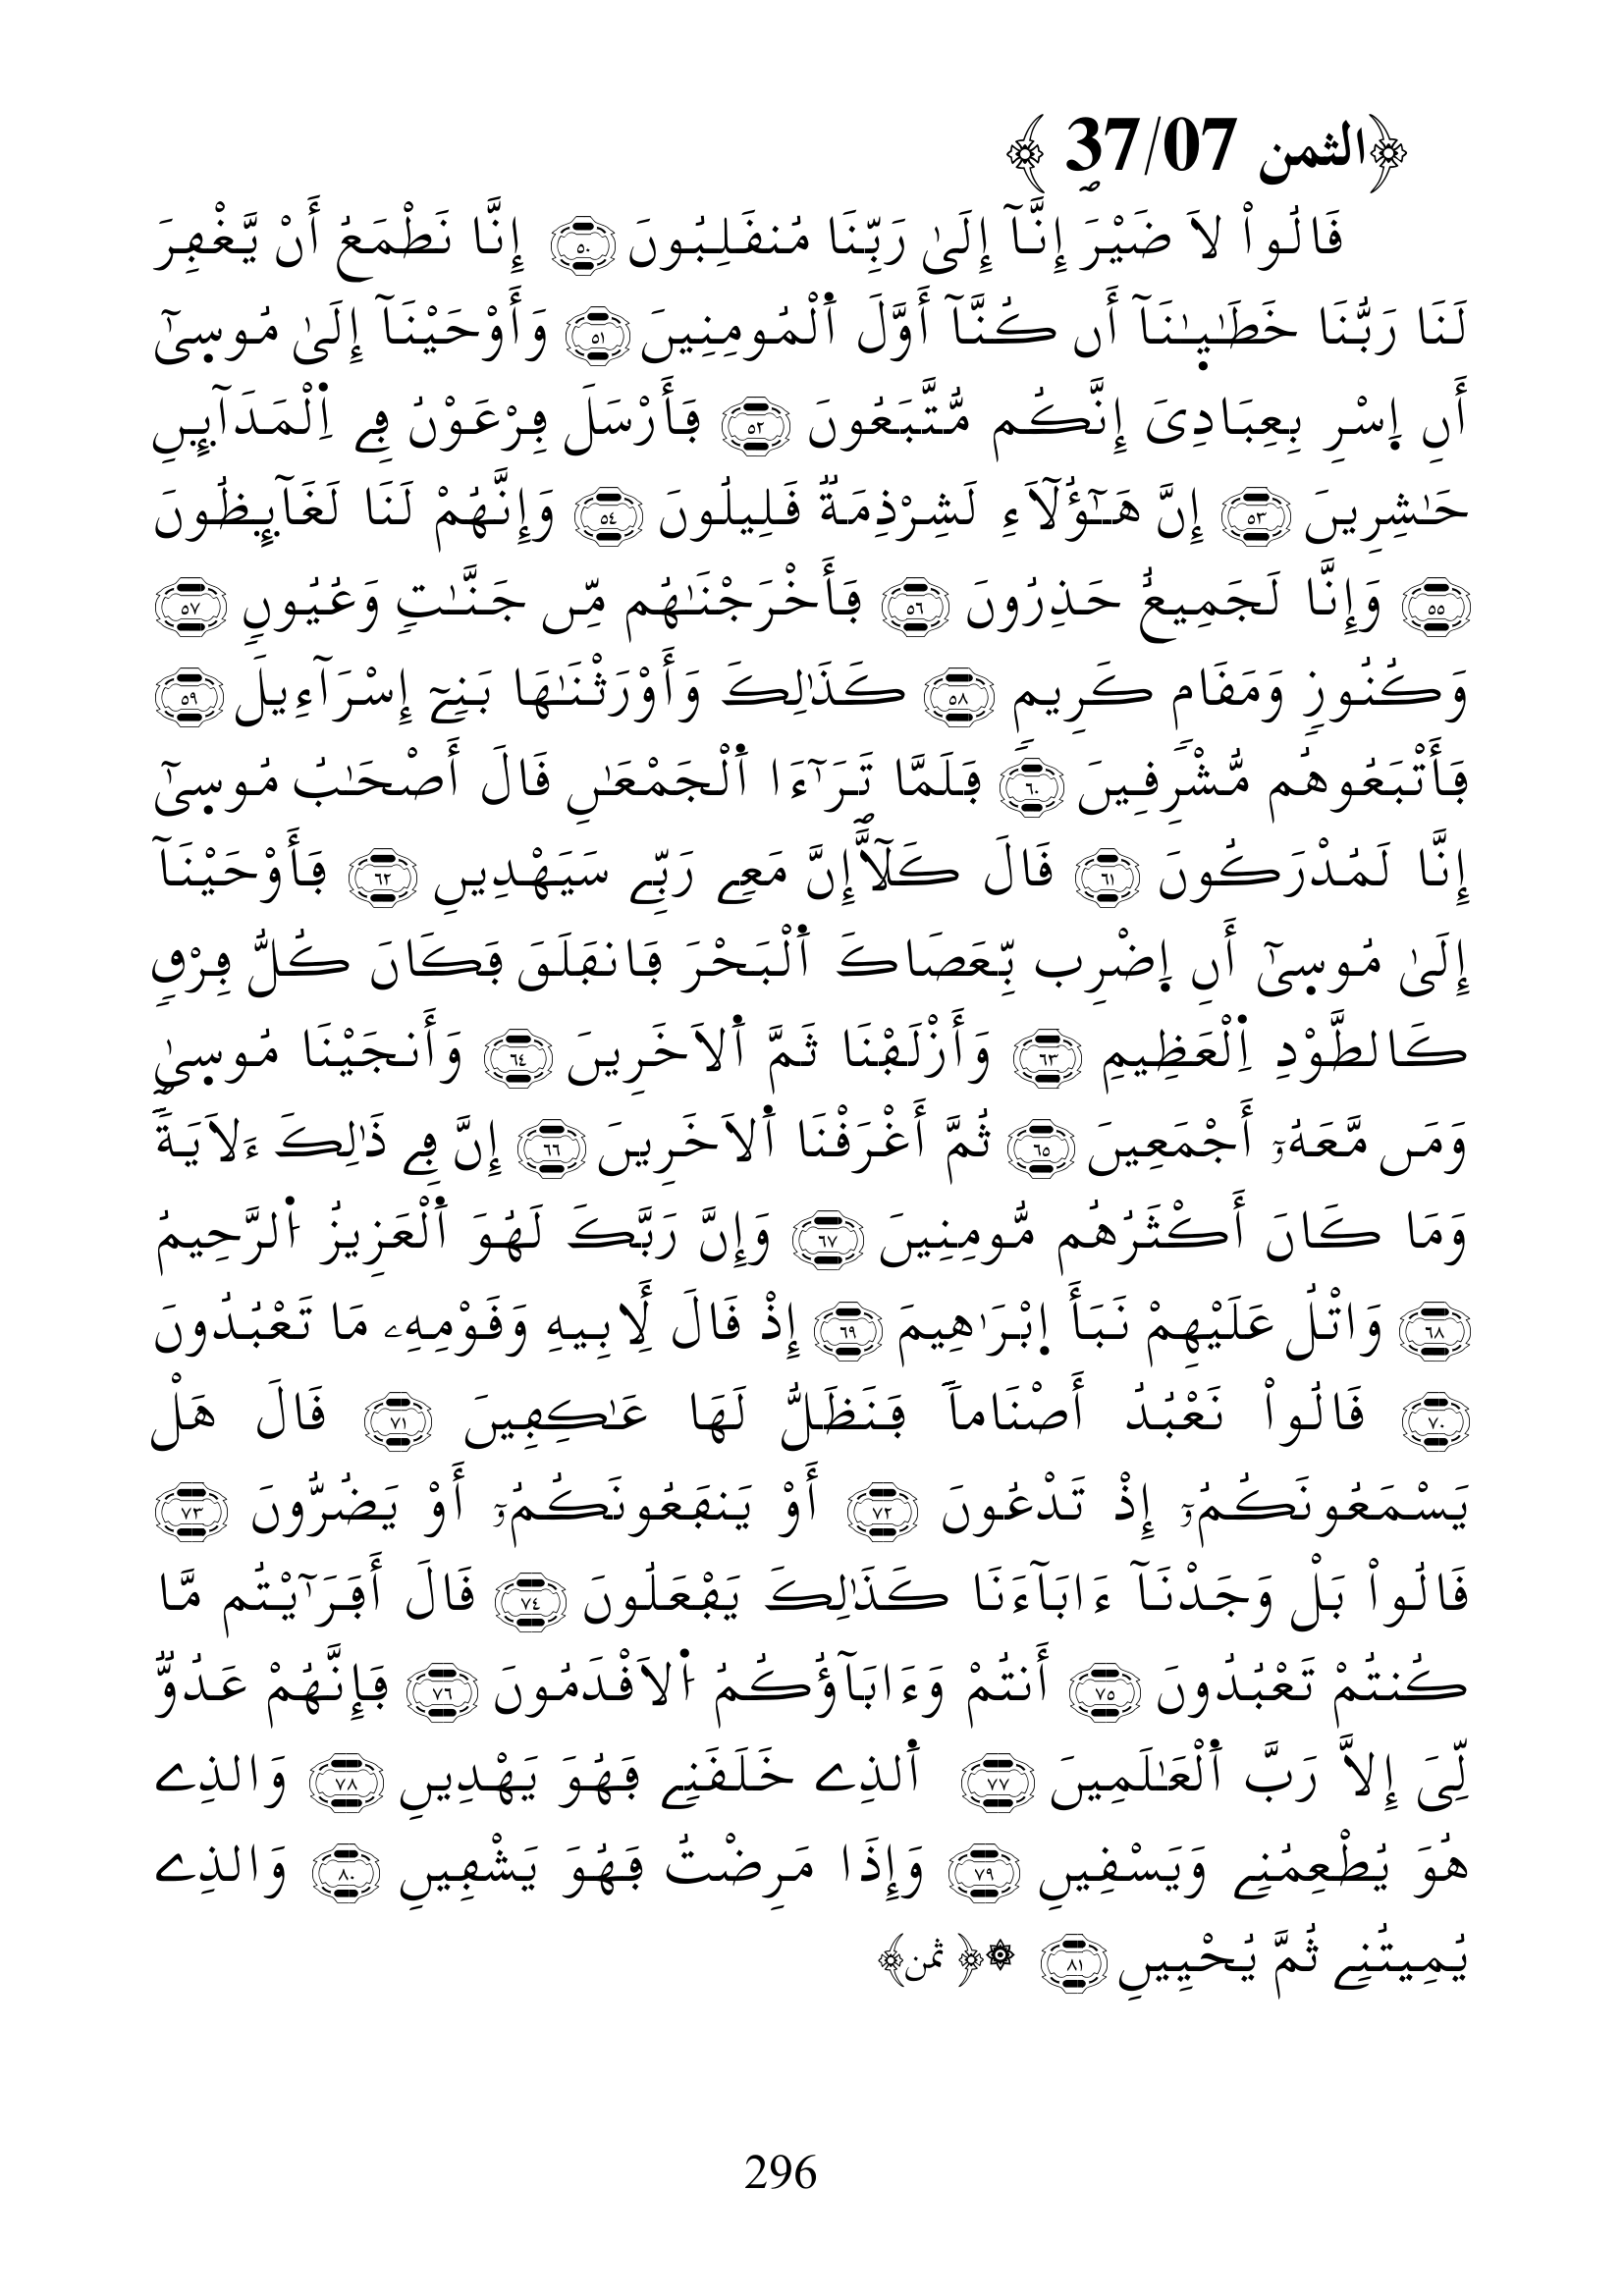 ﴿الثمن 37/07 ﴾
فَالُواْ لَا ضَيْرَ إِنَّآ إِلَىٰ رَبِّنَا مُنفَلِبُونَ ٥٠ إِنَّا نَطْمَعُ أَنْ يَّغْفِرَ
لَنَا رَبُّنَا خَطَٰيٰ۪نَآ أَن كُنَّآ أَوَّلَ اَ۬لْمُومِنِينَ ٥١ وَأَوْحَيْنَآ إِلَىٰ مُوس۪ىٰٓ
أَنِ اِ۪سْرِ بِعِبَادِىَ إِنَّكُم مُّتَّبَعُونَ ٥٢ فَأَرْسَلَ فِرْعَوْنُ فِے اِ۬لْمَدَآئِنِ
حَٰشِرِينَ ٥٣ إِنَّ هَٰٓؤُلَآءِ لَشِرْذِمَةٌ فَلِيلُونَ ٥٤ وَإِنَّهُمْ لَنَا لَغَآئِظُونَ
٥٥ وَإِنَّا لَجَمِيعٌ حَذِرُونَ ٥٦ فَأَخْرَجْنَٰهُم مِّن جَنَّٰتٍ وَعُيُونٍ ٥٧
وَكُنُوزٍ وَمَفَامٍ كَرِيمٍ ٥٨ كَذَٰلِكَ وَأَوْرَثْنَٰهَا بَنِےٓ إِسْرَآءِيلَ ٥٩
فَأَتْبَعُوهُم مُّشْرِفِينَ ٦٠ فَلَمَّا تَرَٰٓءَا اَ۬لْجَمْعَٰنِ فَالَ أَصْحَٰبُ مُوس۪ىٰٓ
إِنَّا لَمُدْرَكُونَ ٦١ فَالَ كَلَّآ إِنَّ مَعِے رَبِّے سَيَهْدِينِ ٦٢ فَأَوْحَيْنَآ
إِلَىٰ مُوس۪ىٰٓ أَنِ اِ۪ضْرِب بِّعَصَاكَ اَ۬لْبَحْرَ فَانفَلَقَ فَكَانَ كُلُّ فِرْقٍ
كَالطَّوْدِ اِ۬لْعَظِيمِ ٦٣ وَأَزْلَفْنَا ثَمَّ اَ۬لَاخَرِينَ ٦٤ وَأَنجَيْنَا مُوس۪ىٰ
وَمَن مَّعَهُۥٓ أَجْمَعِينَ ٦٥ ثُمَّ أَغْرَفْنَا اَ۬لَاخَرِينَ ٦٦ إِنَّ فِے ذَٰلِكَ ءَلَايَةً
وَمَا كَانَ أَكْثَرُهُم مُّومِنِينَ ٦٧ وَإِنَّ رَبَّكَ لَهُوَ اَ۬لْعَزِيزُ اُ۬لرَّحِيمُ
٦٨ وَاتْلُ عَلَيْهِمْ نَبَأَ اِ۪بْرَٰهِيمَ ٦٩ إِذْ فَالَ لِأَبِيهِ وَفَوْمِهِۦ مَا تَعْبُدُونَ
٧٠ فَالُواْ نَعْبُدُ أَصْنَاماً فَنَظَلُّ لَهَا عَٰكِفِينَ ٧١ فَالَ هَلْ
يَسْمَعُونَكُمُۥٓ إِذْ تَدْعُونَ ٧٢ أَوْ يَنفَعُونَكُمُۥٓ أَوْ يَضُرُّونَ ٧٣
فَالُواْ بَلْ وَجَدْنَآ ءَابَآءَنَا كَذَٰلِكَ يَفْعَلُونَ ٧٤ فَالَ أَفَرَٰٓيْتُم مَّا
كُنتُمْ تَعْبُدُونَ ٧٥ أَنتُمْ وَءَابَآؤُكُمُ اُ۬لَافْدَمُونَ ٧٦ فَإِنَّهُمْ عَدُوٌّ
لِّىَ إِلَّا رَبَّ اَ۬لْعَٰلَمِينَ ٧٧ اَ۬لذِے خَلَفَنِے فَهُوَ يَهْدِينِ ٧٨ وَالذِے
هُوَ يُطْعِمُنِے وَيَسْفِينِ ٧٩ وَإِذَا مَرِضْتُ فَهُوَ يَشْفِينِ ٨٠ وَالذِے
يُمِيتُنِے ثُمَّ يُحْيِينِ ٨١ ۞﴿ثمن﴾
296